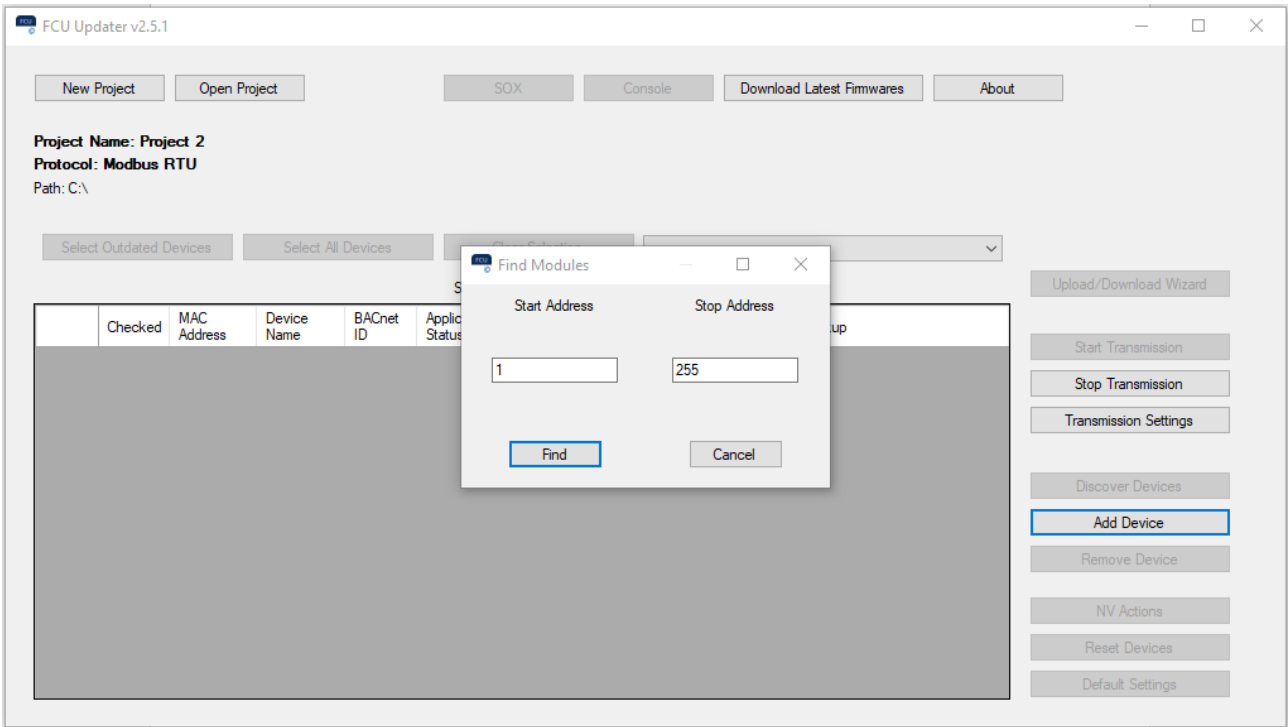 FCU Updater v2.5.1
New Project
Open Project
SOX
Console
Download Latest Firmwares
About
Project Name: Project 2
Protocol: Modbus RTU
Path: C:\
Select Outdated Devices
Select All Devices
Find Modules
Start Address
Stop Address
1
255
Find
Cancel
Checked
MAC Address
Device Name
BACnet ID
Upload/Download Wizard
Start Transmission
Stop Transmission
Transmission Settings
Discover Devices
Add Device
Remove Device
NV Actions
Reset Devices
Default Settings